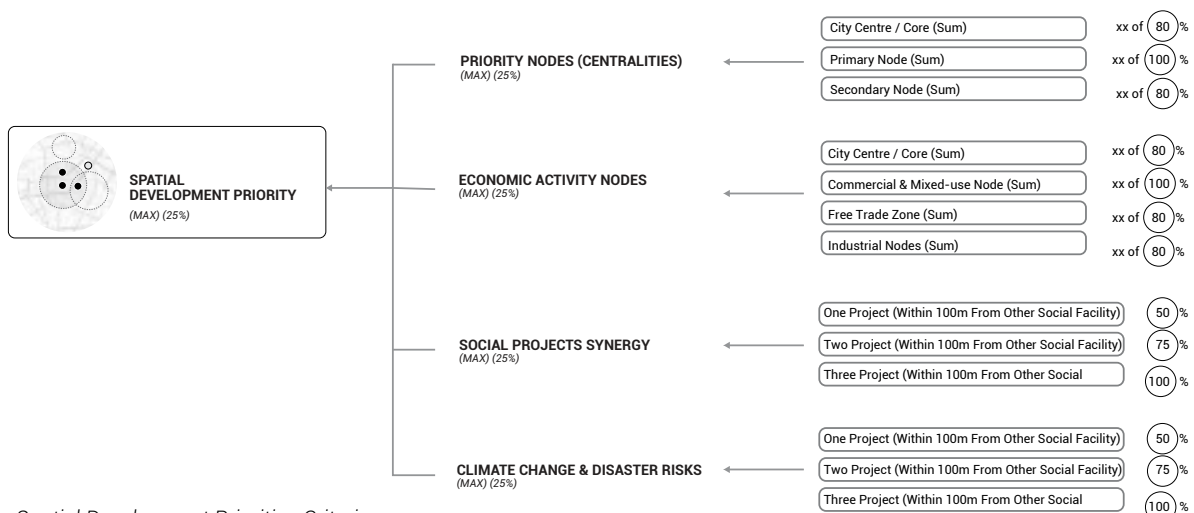 City Centre / Core (Sum)
xx of 80 %
PRIORITY NODES (CENTRALITIES)
(MAX) (25%)
Primary Node (Sum)
xx of 100 %
Secondary Node (Sum)
xx of 80 %
SPATIAL
DEVELOPMENT PRIORITY
(MAX) (25%)
ECONOMIC ACTIVITY NODES
(MAX) (25%)
City Centre / Core (Sum)
xx of 80 %
Commercial & Mixed-use Node (Sum)
xx of 100 %
Free Trade Zone (Sum)
xx of 80 %
Industrial Nodes (Sum)
xx of 80 %
SOCIAL PROJECTS SYNERGY
(MAX) (25%)
One Project (Within 100m From Other Social Facility)
50 %
Two Project (Within 100m From Other Social Facility)
75 %
Three Project (Within 100m From Other Social
100 %
CLIMATE CHANGE & DISASTER RISKS
(MAX) (25%)
One Project (Within 100m From Other Social Facility)
50 %
Two Project (Within 100m From Other Social Facility)
75 %
Three Project (Within 100m From Other Social
100 %